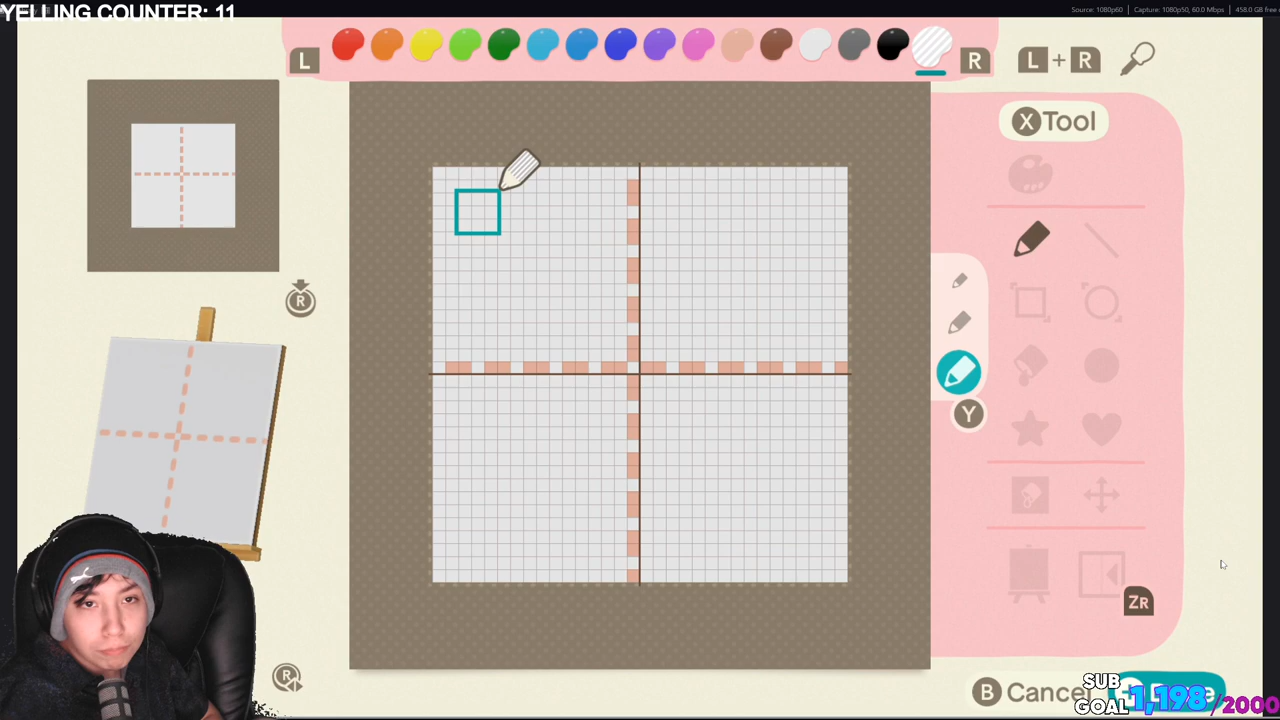 YELLING COUNTER: 11
Source: 1080p60 | Capture: 1080p50, 60.0 Mbps | 458.0 GB free
L
R
L + R
X Tool
R
Y
ZR
R
B Cancel
SUB
GOAL 1,198/2000